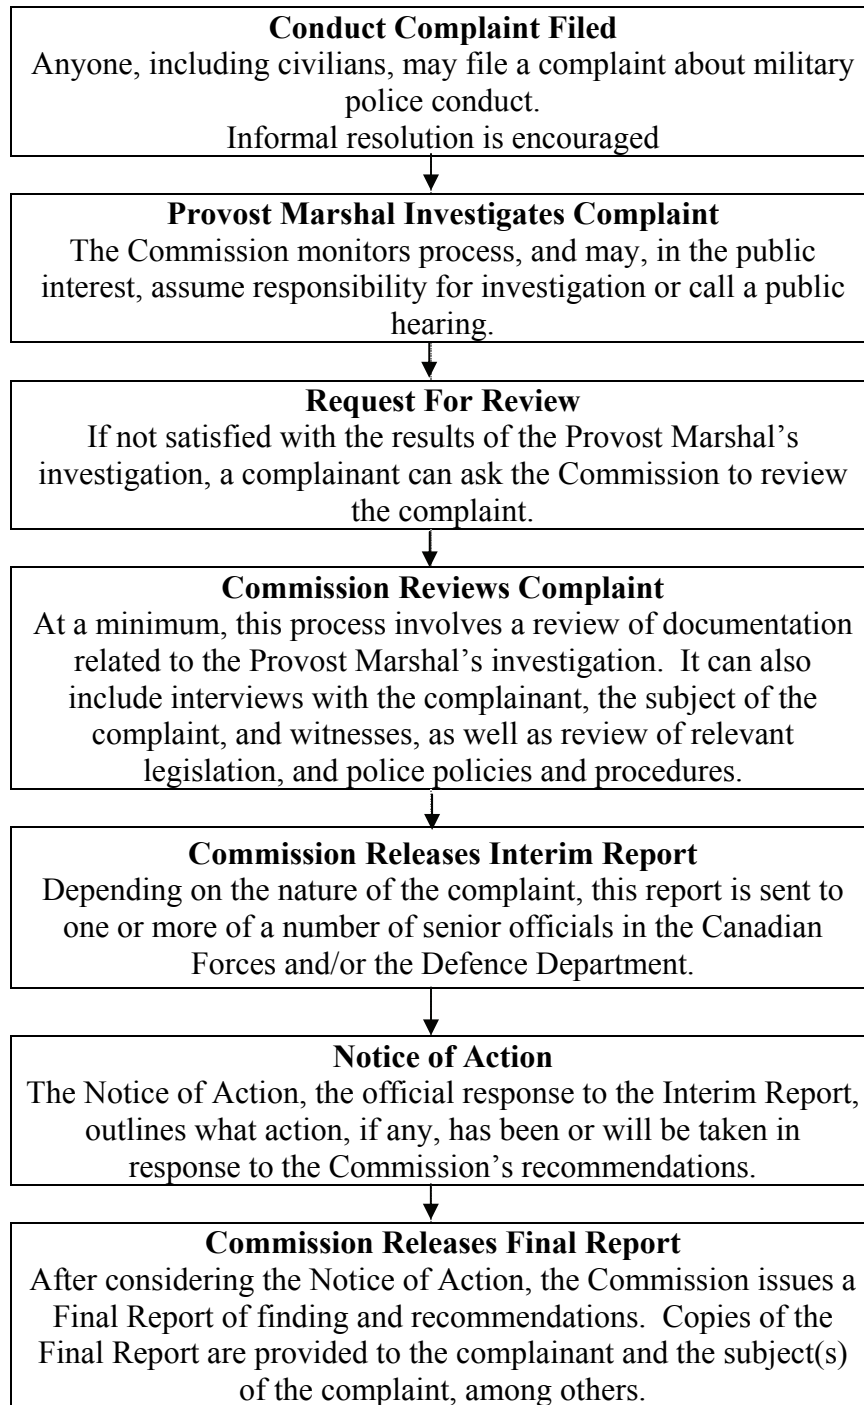 Conduct Complaint Filed
Anyone, including civilians, may file a complaint about military
police conduct.
Informal resolution is encouraged
Provost Marshal Investigates Complaint
The Commission monitors process, and may, in the public
interest, assume responsibility for investigation or call a public
hearing.
Request For Review
If not satisfied with the results of the Provost Marshal’s
investigation, a complainant can ask the Commission to review
the complaint.
Commission Reviews Complaint
At a minimum, this process involves a review of documentation
related to the Provost Marshal’s investigation. It can also
include interviews with the complainant, the subject of the
complaint, and witnesses, as well as review of relevant
legislation, and police policies and procedures.
Commission Releases Interim Report
Depending on the nature of the complaint, this report is sent to
one or more of a number of senior officials in the Canadian
Forces and/or the Defence Department.
Notice of Action
The Notice of Action, the official response to the Interim Report,
outlines what action, if any, has been or will be taken in
response to the Commission’s recommendations.
Commission Releases Final Report
After considering the Notice of Action, the Commission issues a
Final Report of finding and recommendations. Copies of the
Final Report are provided to the complainant and the subject(s)
of the complaint, among others.